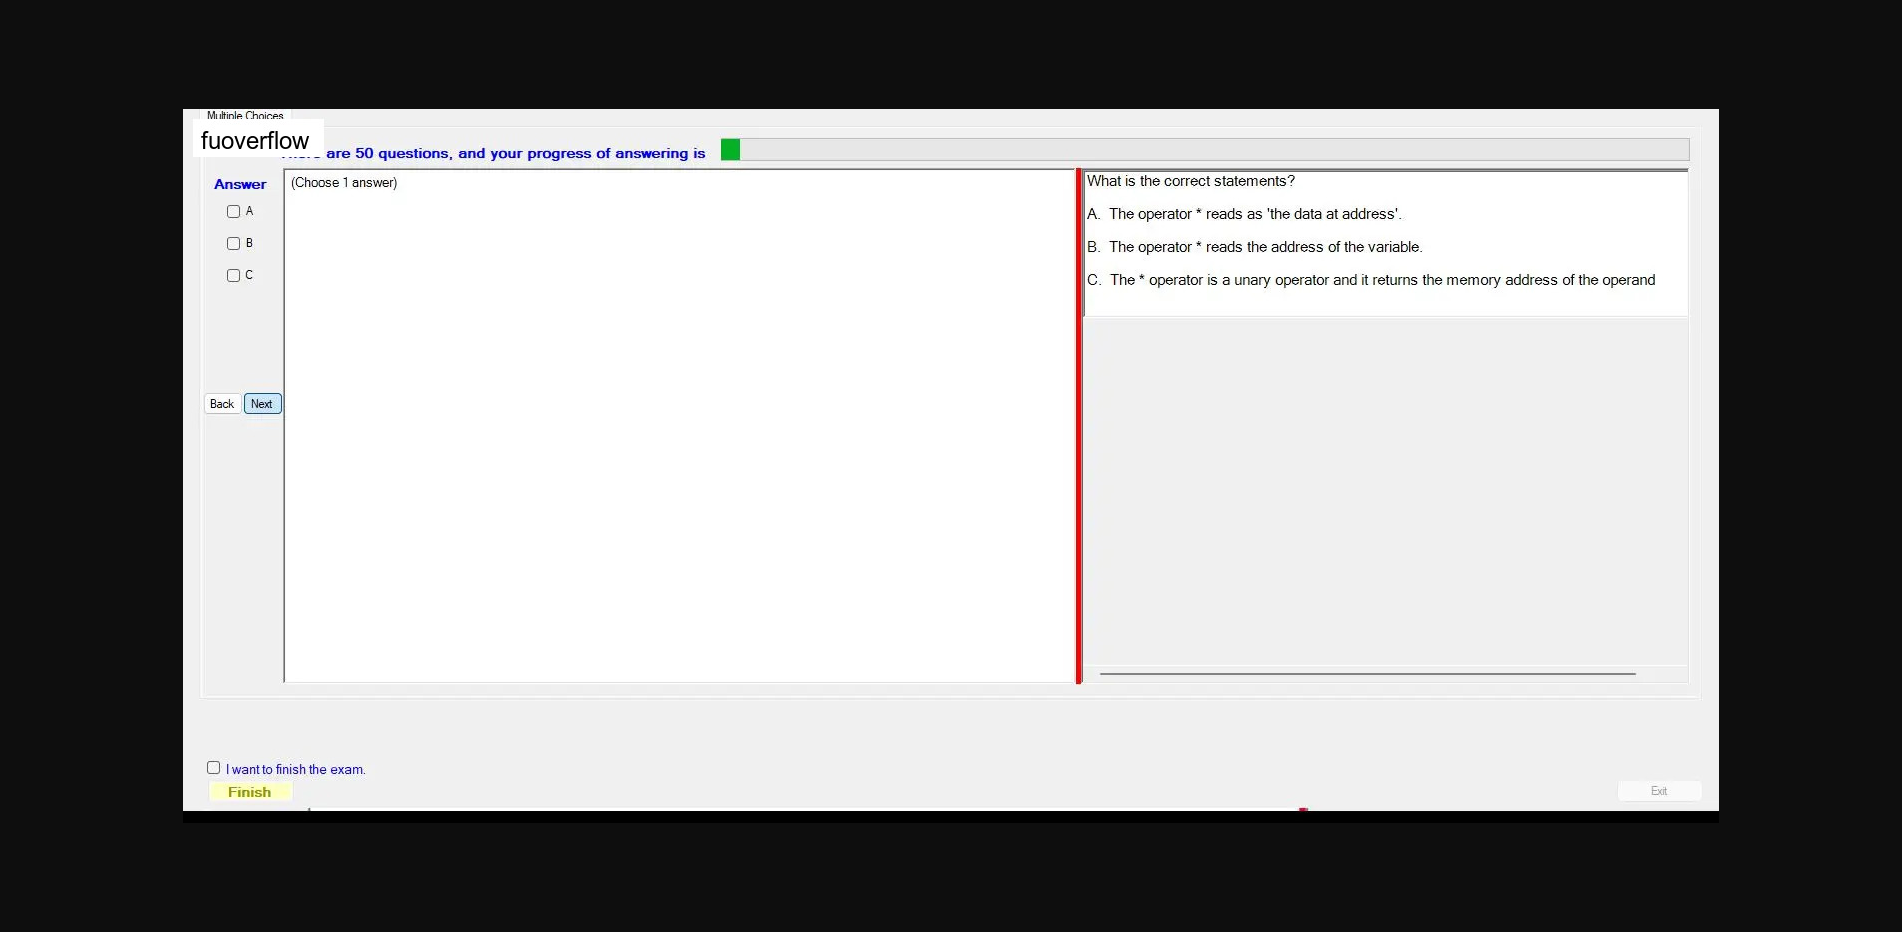 Multiple Choices
fuoverflow
are 50 questions, and your progress of answering is
Answer
(Choose 1 answer)
A
B
C
Back
Next
What is the correct statements?
A. The operator * reads as 'the data at address'.
B. The operator * reads the address of the variable.
C. The * operator is a unary operator and it returns the memory address of the operand
I want to finish the exam.
Finish
Exit